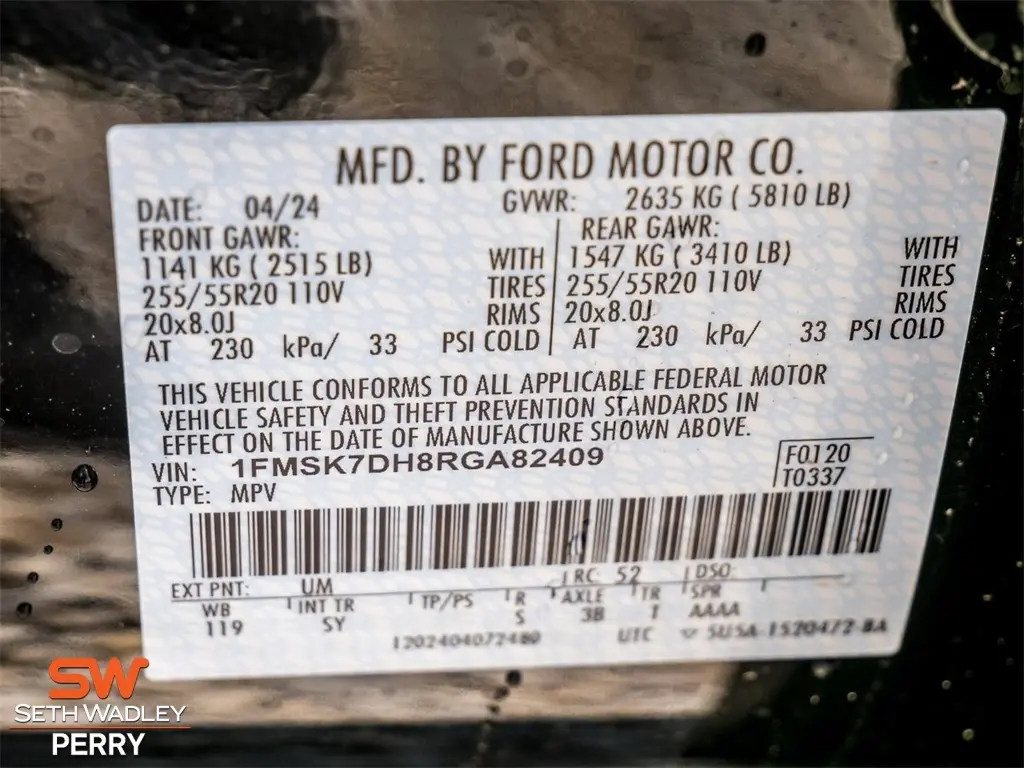 MFD. BY FORD MOTOR CO.
DATE: 04/24 GVWR: 2635 KG ( 5810 LB)
FRONT GAWR: REAR GAWR:
1141 KG ( 2515 LB) WITH 1547 KG ( 3410 LB) WITH
255/55R20 110V TIRES 255/55R20 110V TIRES
20x8.0J RIMS 20x8.0J RIMS
AT 230 kPa/ 33 PSI COLD AT 230 kPa/ 33 PSI COLD
THIS VEHICLE CONFORMS TO ALL APPLICABLE FEDERAL MOTOR
VEHICLE SAFETY AND THEFT PREVENTION STANDARDS IN
EFFECT ON THE DATE OF MANUFACTURE SHOWN ABOVE.
VIN: 1FMSK7DH8RGA82409 F0120
TYPE: MPV T0337
EXT PNT: UM RC: 52 DSO:
WB INT TR TP/PS R AXLE TR SPR
119 SY S 3B 1 AAAA
1202404072480 UTC 5U5A-1520472-BA
SW
SETH WADLEY
PERRY